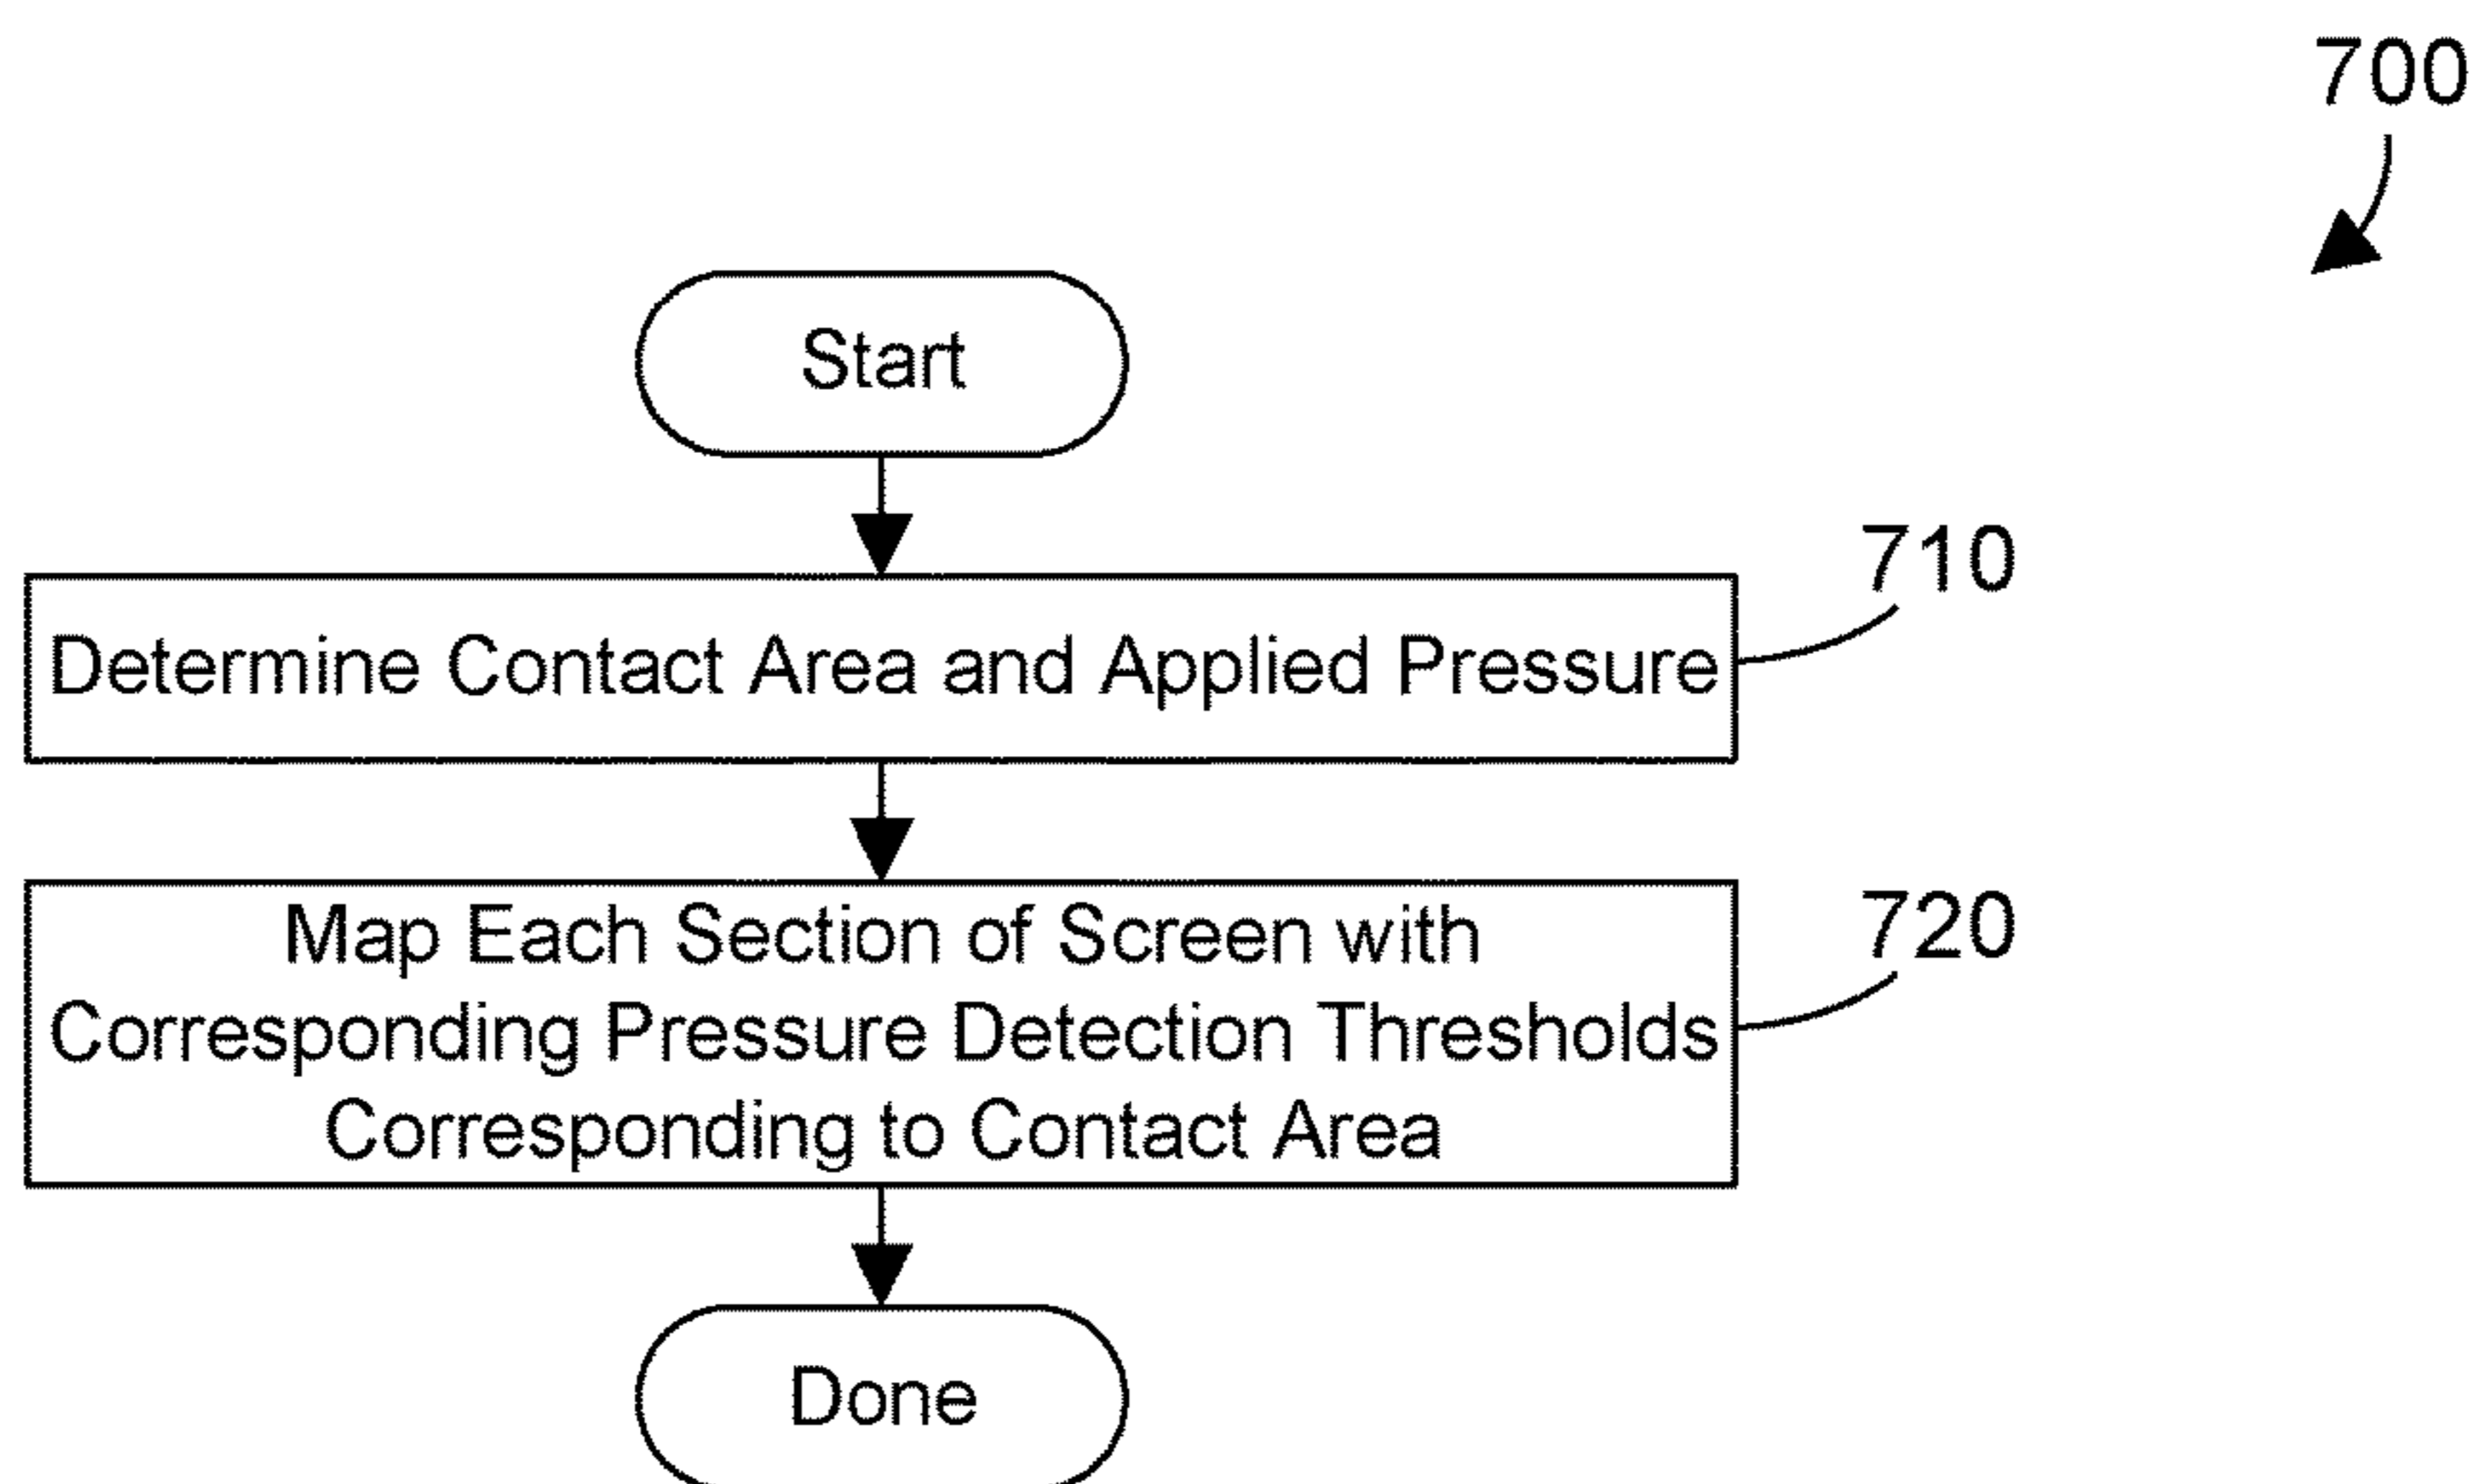 700
Start
710
Determine Contact Area and Applied Pressure
720
Map Each Section of Screen with
Corresponding Pressure Detection Thresholds
Corresponding to Contact Area
Done